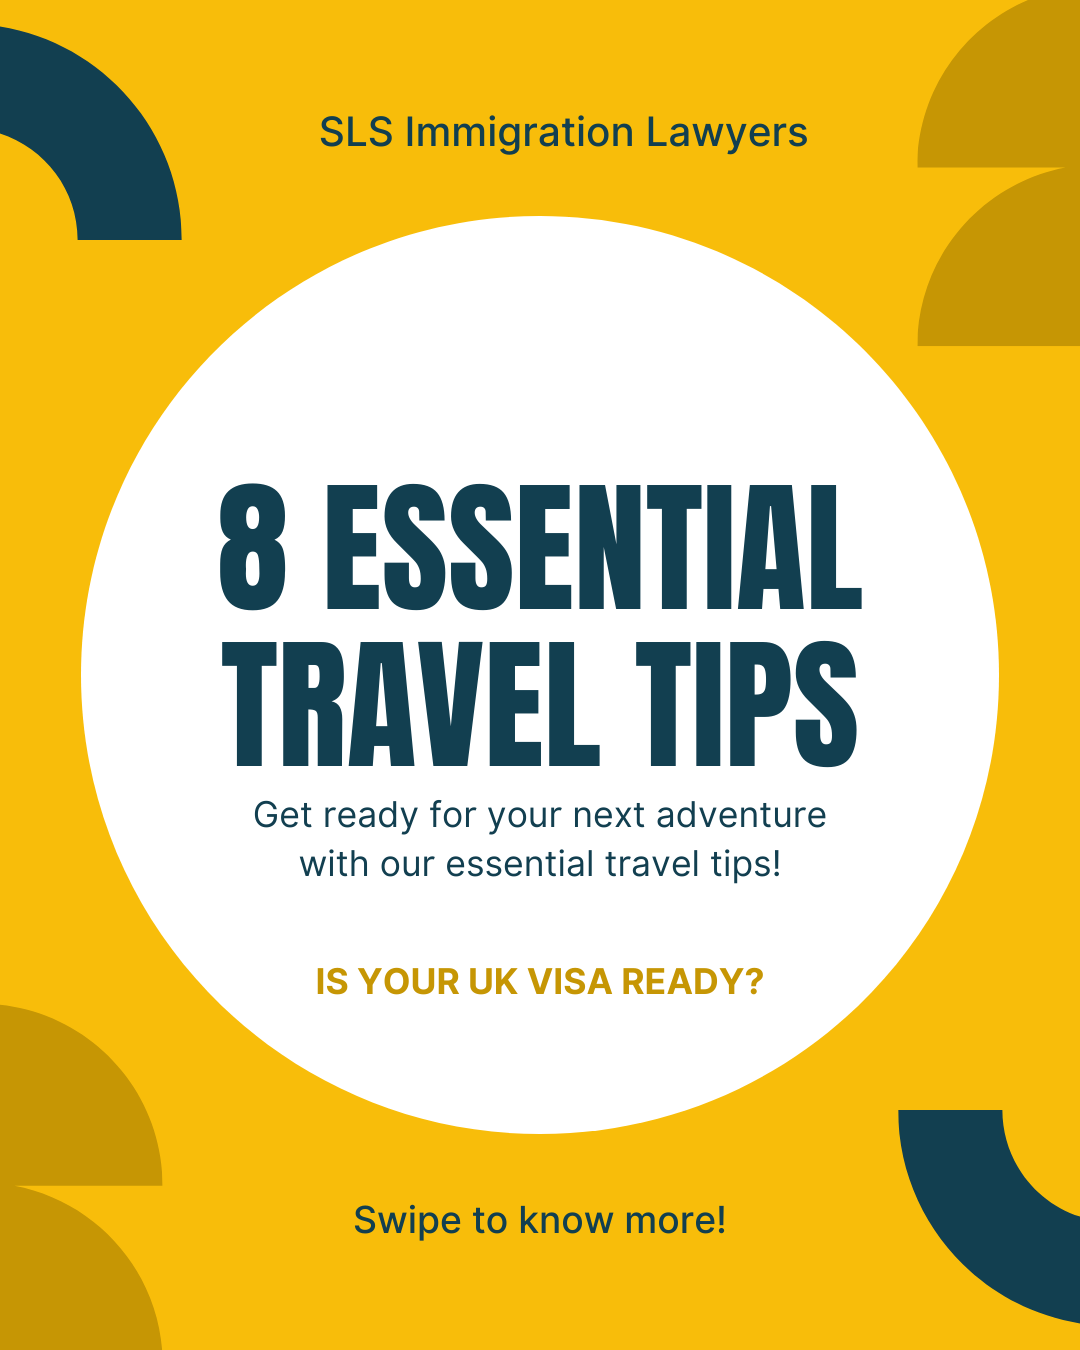 SLS Immigration Lawyers
8 ESSENTIAL
TRAVEL TIPS
Get ready for your next adventure
with our essential travel tips!
IS YOUR UK VISA READY?
Swipe to know more!